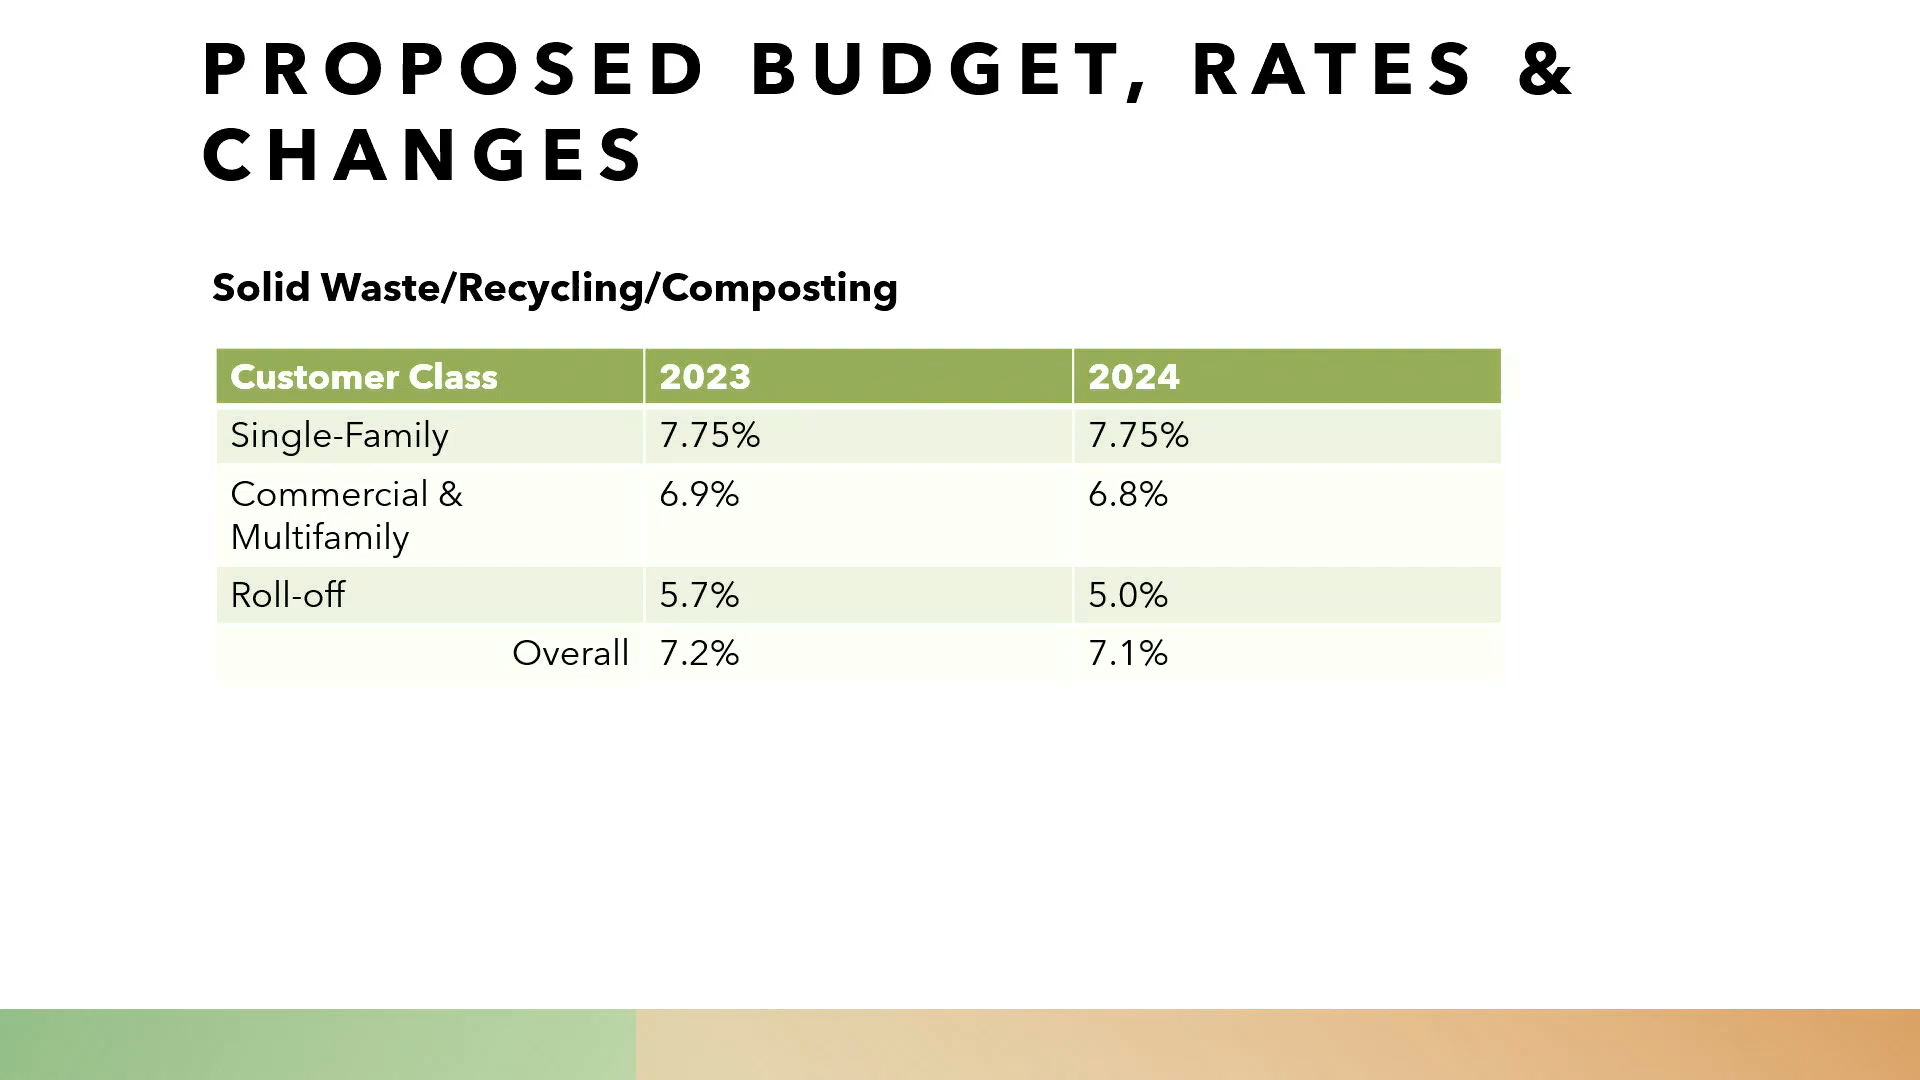 PROPOSED BUDGET, RATES &
CHANGES
Solid Waste/Recycling/Composting
Customer Class 2023 2024
Single-Family 7.75% 7.75%
Commercial & 6.9% 6.8%
Multifamily
Roll-off 5.7% 5.0%
Overall 7.2% 7.1%